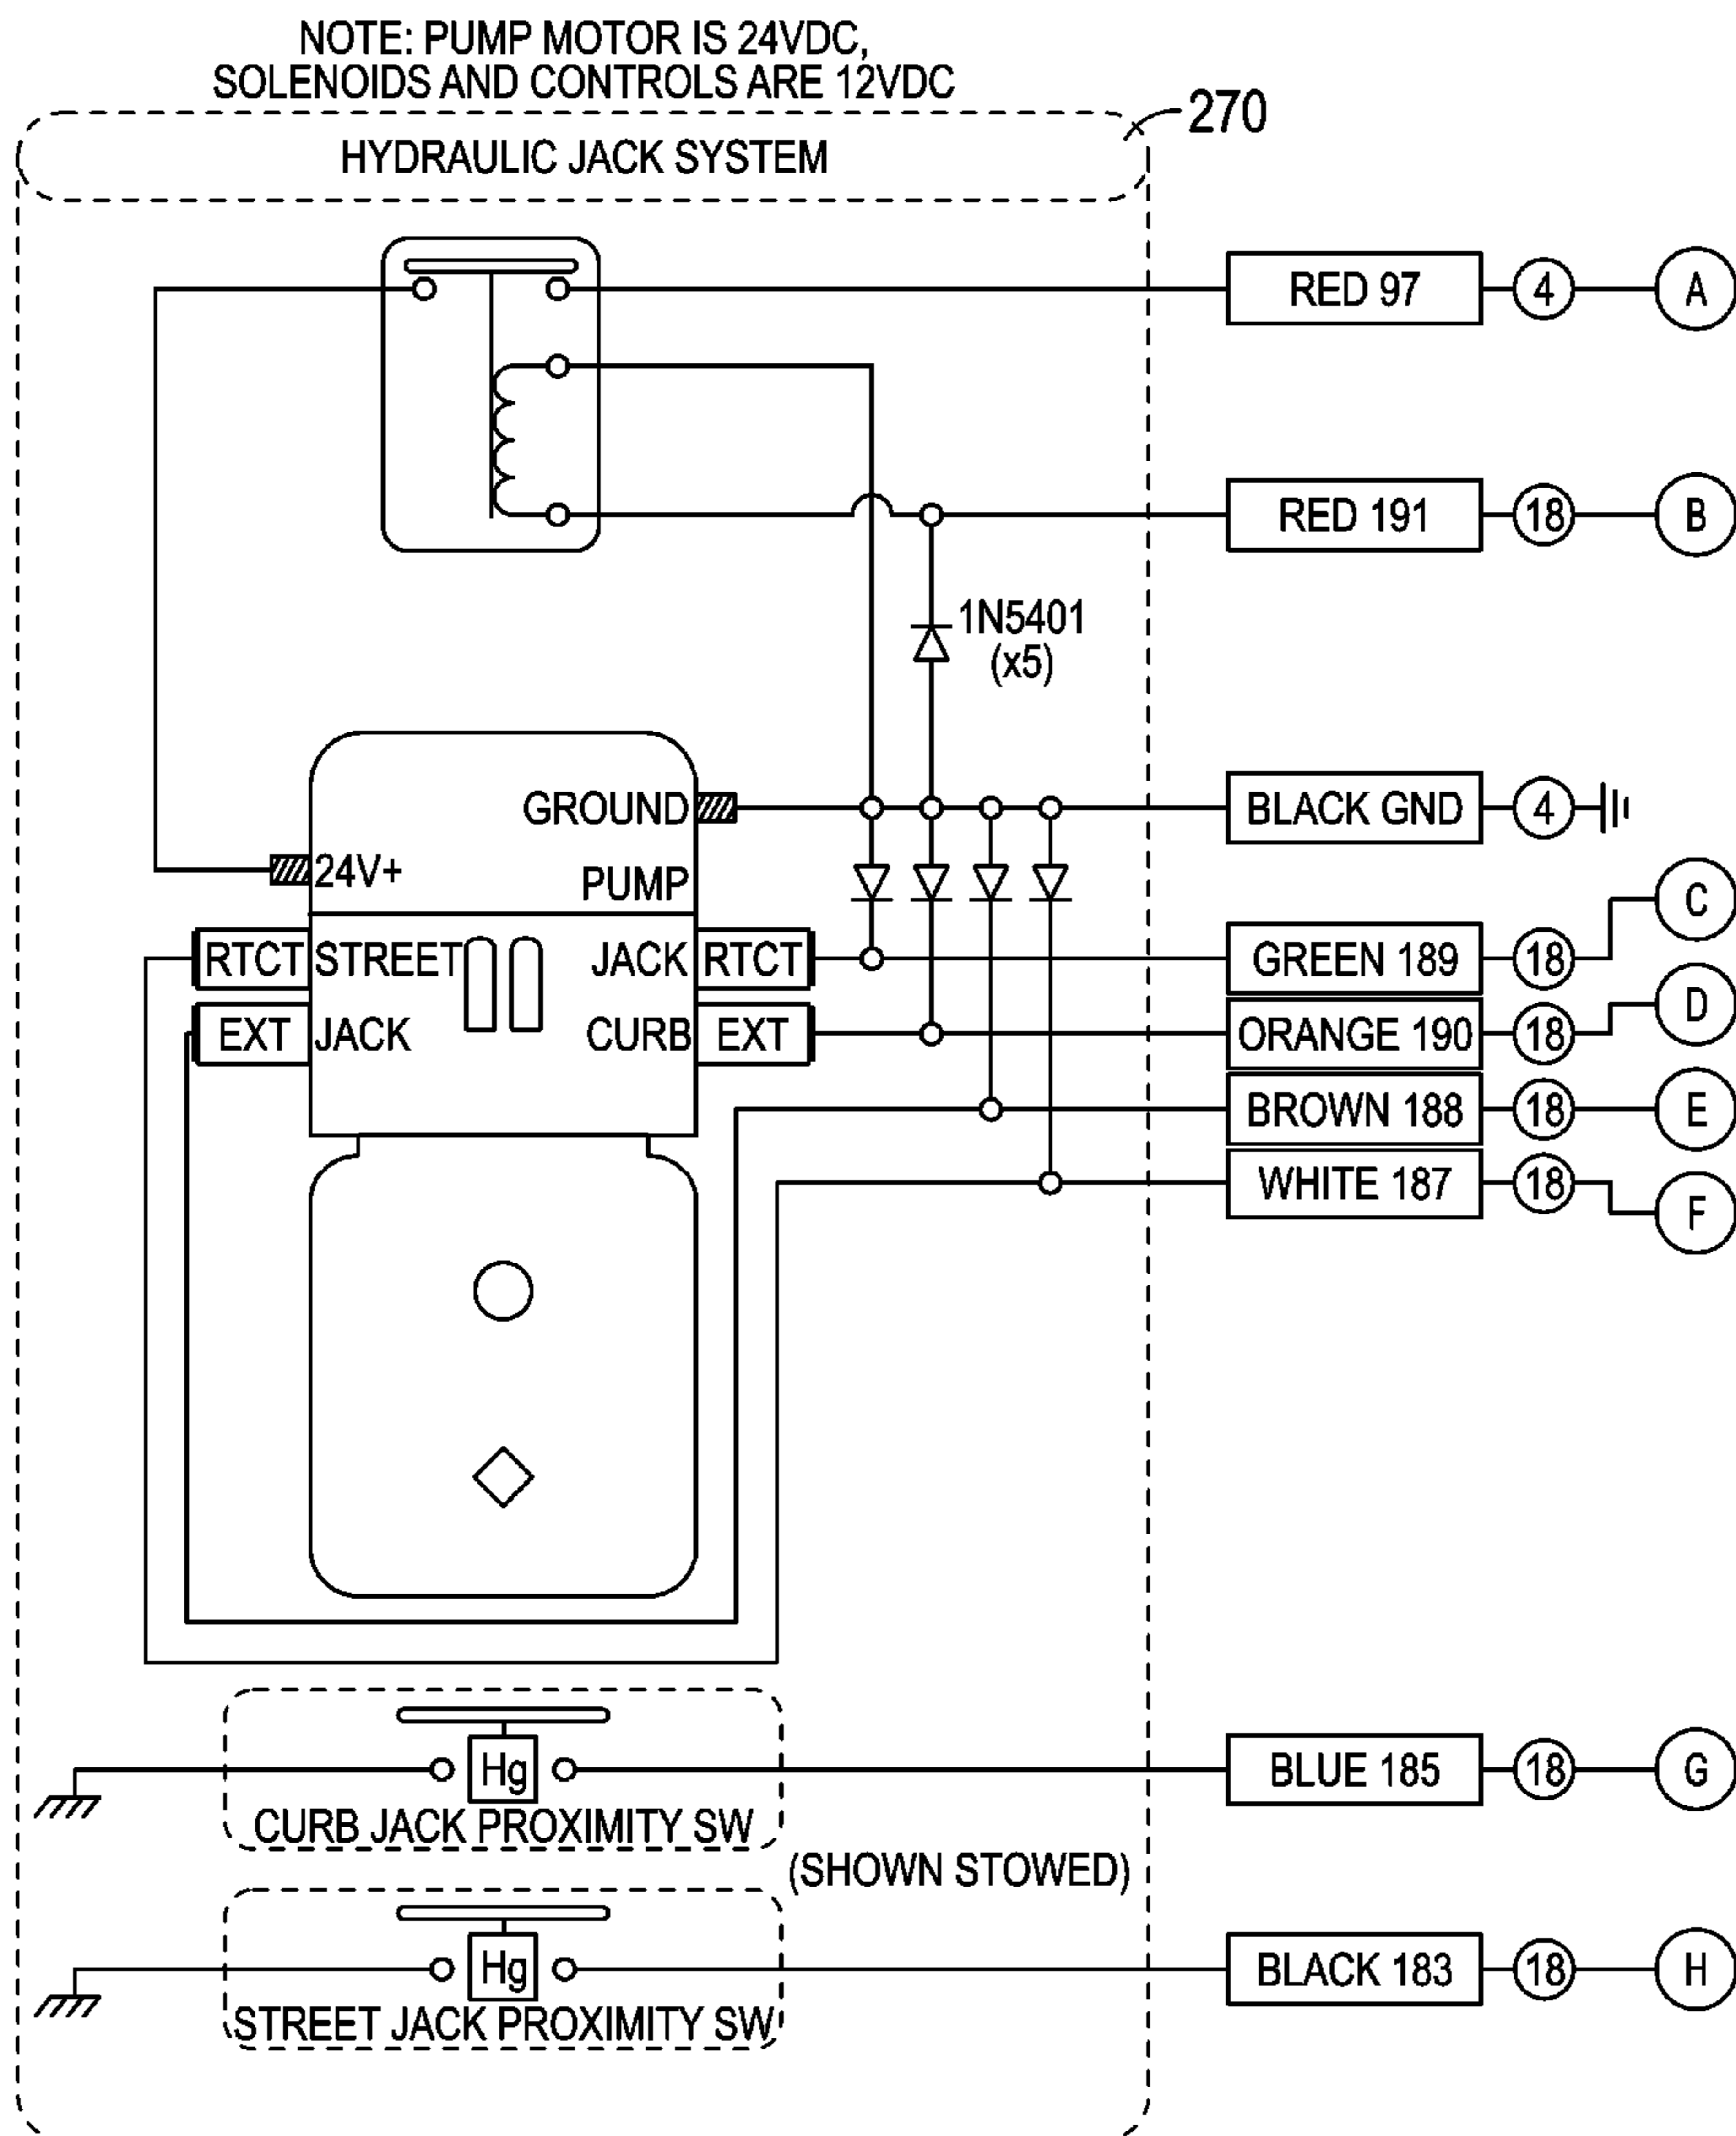 NOTE: PUMP MOTOR IS 24VDC,
SOLENOIDS AND CONTROLS ARE 12VDC
270
HYDRAULIC JACK SYSTEM
RED 97 4 A
RED 191 18 B
1N5401
(x5)
GROUND BLACK GND 4
24V+ PUMP
C
RTCT STREET JACK RTCT GREEN 189 18
D
EXT JACK CURB EXT ORANGE 190 18
BROWN 188 18 E
WHITE 187 18
F
Hg BLUE 185 18 G
CURB JACK PROXIMITY SW
(SHOWN STOWED)
Hg BLACK 183 18 H
STREET JACK PROXIMITY SW